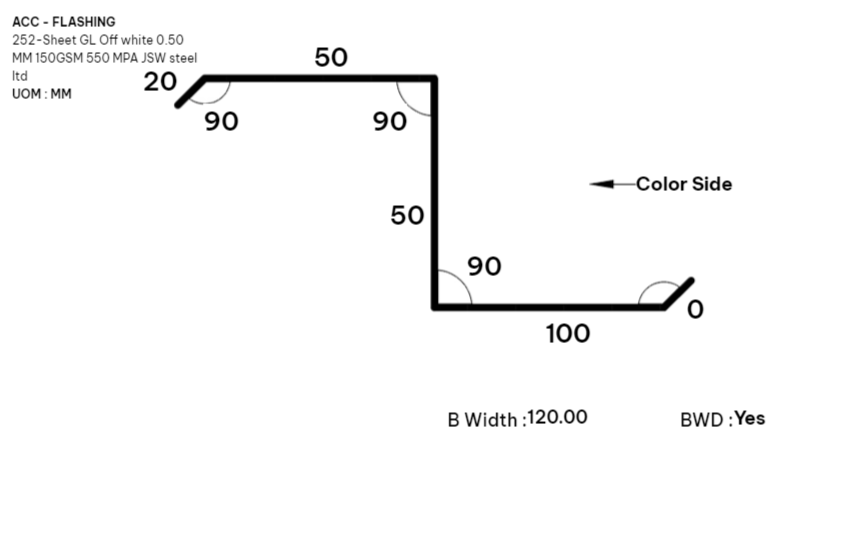 ACC - FLASHING
252-Sheet GL Off white 0.50
MM 150GSM 550 MPA JSW steel
ltd
UOM : MM
50
20
90
90
Color Side
50
90
0
100
B Width :120.00
BWD :Yes